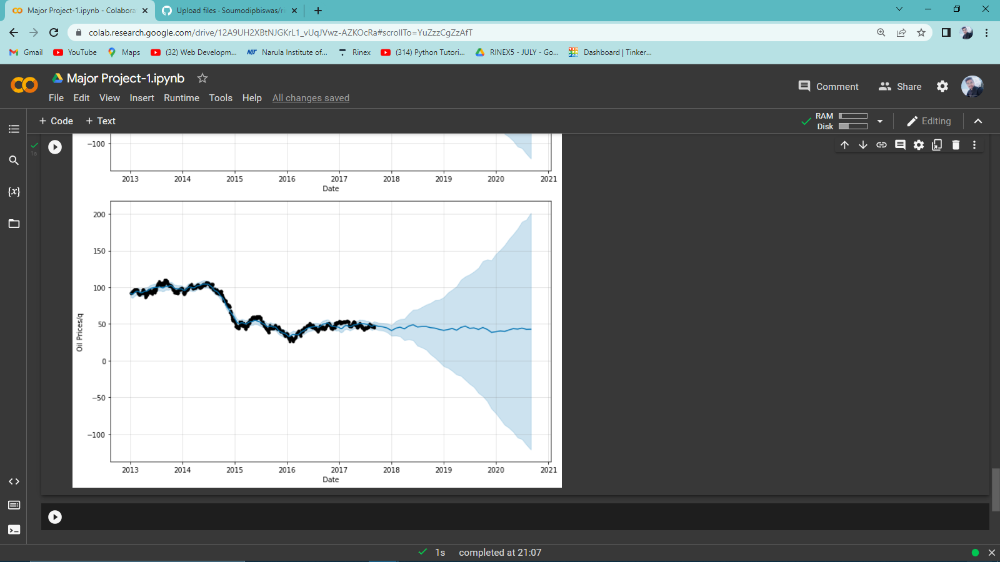 Major Project-1.ipynb - Colabora
Upload files · Soumodipbiswas/ri
colab.research.google.com/drive/12A9UH2XBtNJGKrL1_vUqJVwz-AZKOcRa#scrollTo=YuZzzCgZzAfT
Gmail YouTube Maps (32) Web Developm... NiT Narula Institute of... Rinex (314) Python Tutori... RINEX5 - JULY - Go... Dashboard | Tinker...
Major Project-1.ipynb
File Edit View Insert Runtime Tools Help All changes saved
Comment Share
+ Code + Text
RAM
Disk
Editing
1s
−100
2013 2014 2015 2016 2017 2018 2019 2020 2021
Date
200
150
100
50
0
−50
−100
Oil Prices/q
2013 2014 2015 2016 2017 2018 2019 2020 2021
Date
{x}
1s completed at 21:07